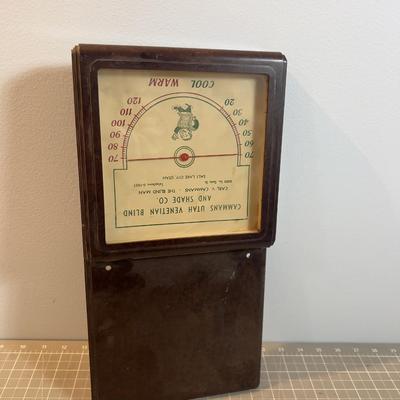 CAMMANS UTAH VENETIAN BLIND
AND SHADE CO.
CARL V. CAMMANS - THE BLIND MAN
Telephone
SALT LAKE CITY, UTAH
70 70
60 80
50 90
40 100
30 110
20 120
COOL WARM